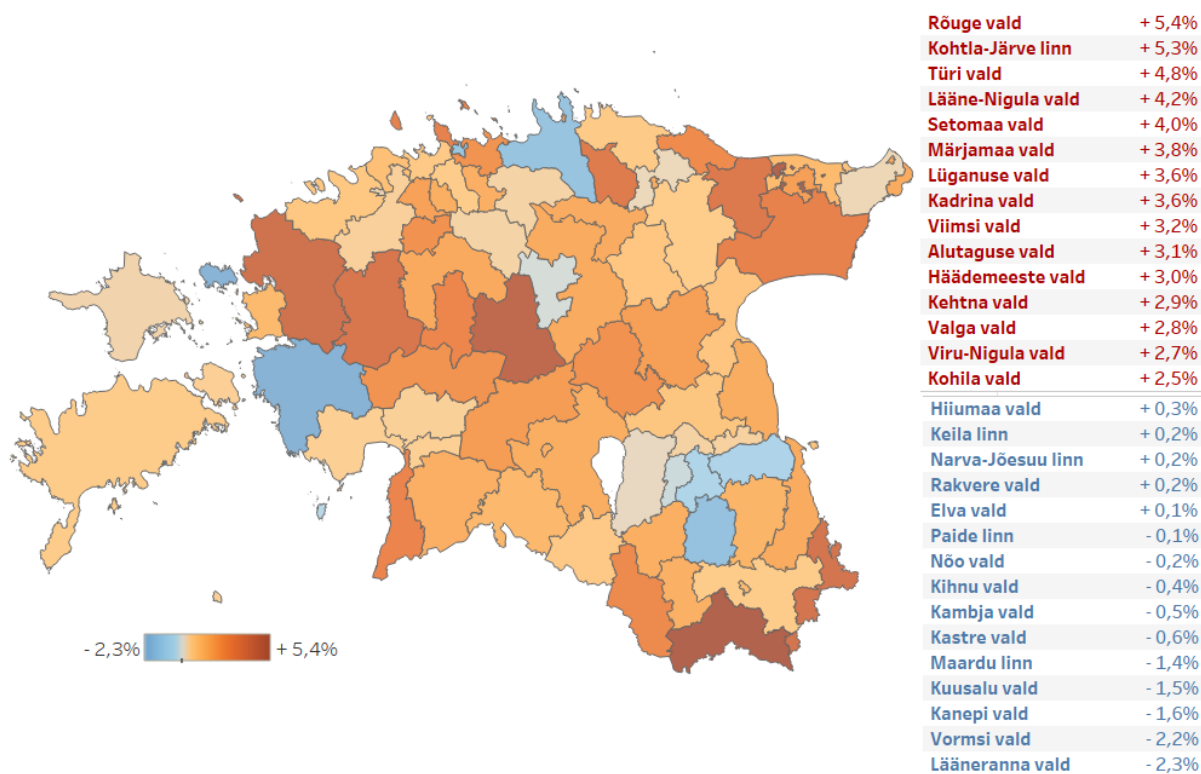 Rõuge vald + 5,4%
Kohtla-Järve linn + 5,3%
Türi vald + 4,8%
Lääne-Nigula vald + 4,2%
Setomaa vald + 4,0%
Märjamaa vald + 3,8%
Lüganuse vald + 3,6%
Kadrina vald + 3,6%
Viimsi vald + 3,2%
Alutaguse vald + 3,1%
Häädemeeste vald + 3,0%
Kehtna vald + 2,9%
Valga vald + 2,8%
Viru-Nigula vald + 2,7%
Kohila vald + 2,5%
Hiiumaa vald + 0,3%
Keila linn + 0,2%
Narva-Jõesuu linn + 0,2%
Rakvere vald + 0,2%
Elva vald + 0,1%
Paide linn - 0,1%
Nõo vald - 0,2%
Kihnu vald - 0,4%
Kambja vald - 0,5%
Kastre vald - 0,6%
Maardu linn - 1,4%
Kuusalu vald - 1,5%
Kanepi vald - 1,6%
Vormsi vald - 2,2%
Lääneranna vald - 2,3%
- 2,3% + 5,4%